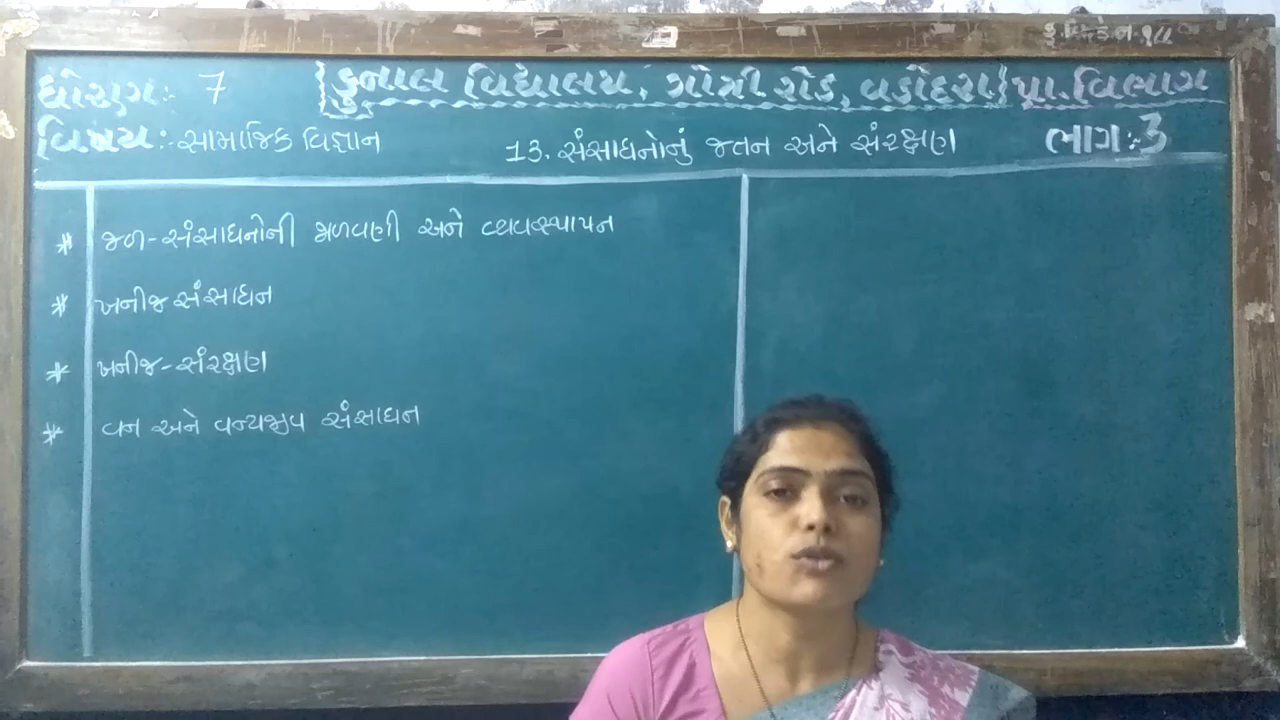 ધોરણ:- 7 {કુનાલ વિદ્યાલય, ગોત્રી રોડ, વડોદરા} પ્રા. વિભાગ
વિષય:- સામાજિક વિજ્ઞાન 13. સંસાધનોનું જતન અને સંરક્ષણ ભાગ:-3
* જળ-સંસાધનોની જાળવણી અને વ્યવસ્થાપન
* ખનીજ સંસાધન
* ખનીજ-સંરક્ષણ
* વન અને વન્યજીવ સંસાધન